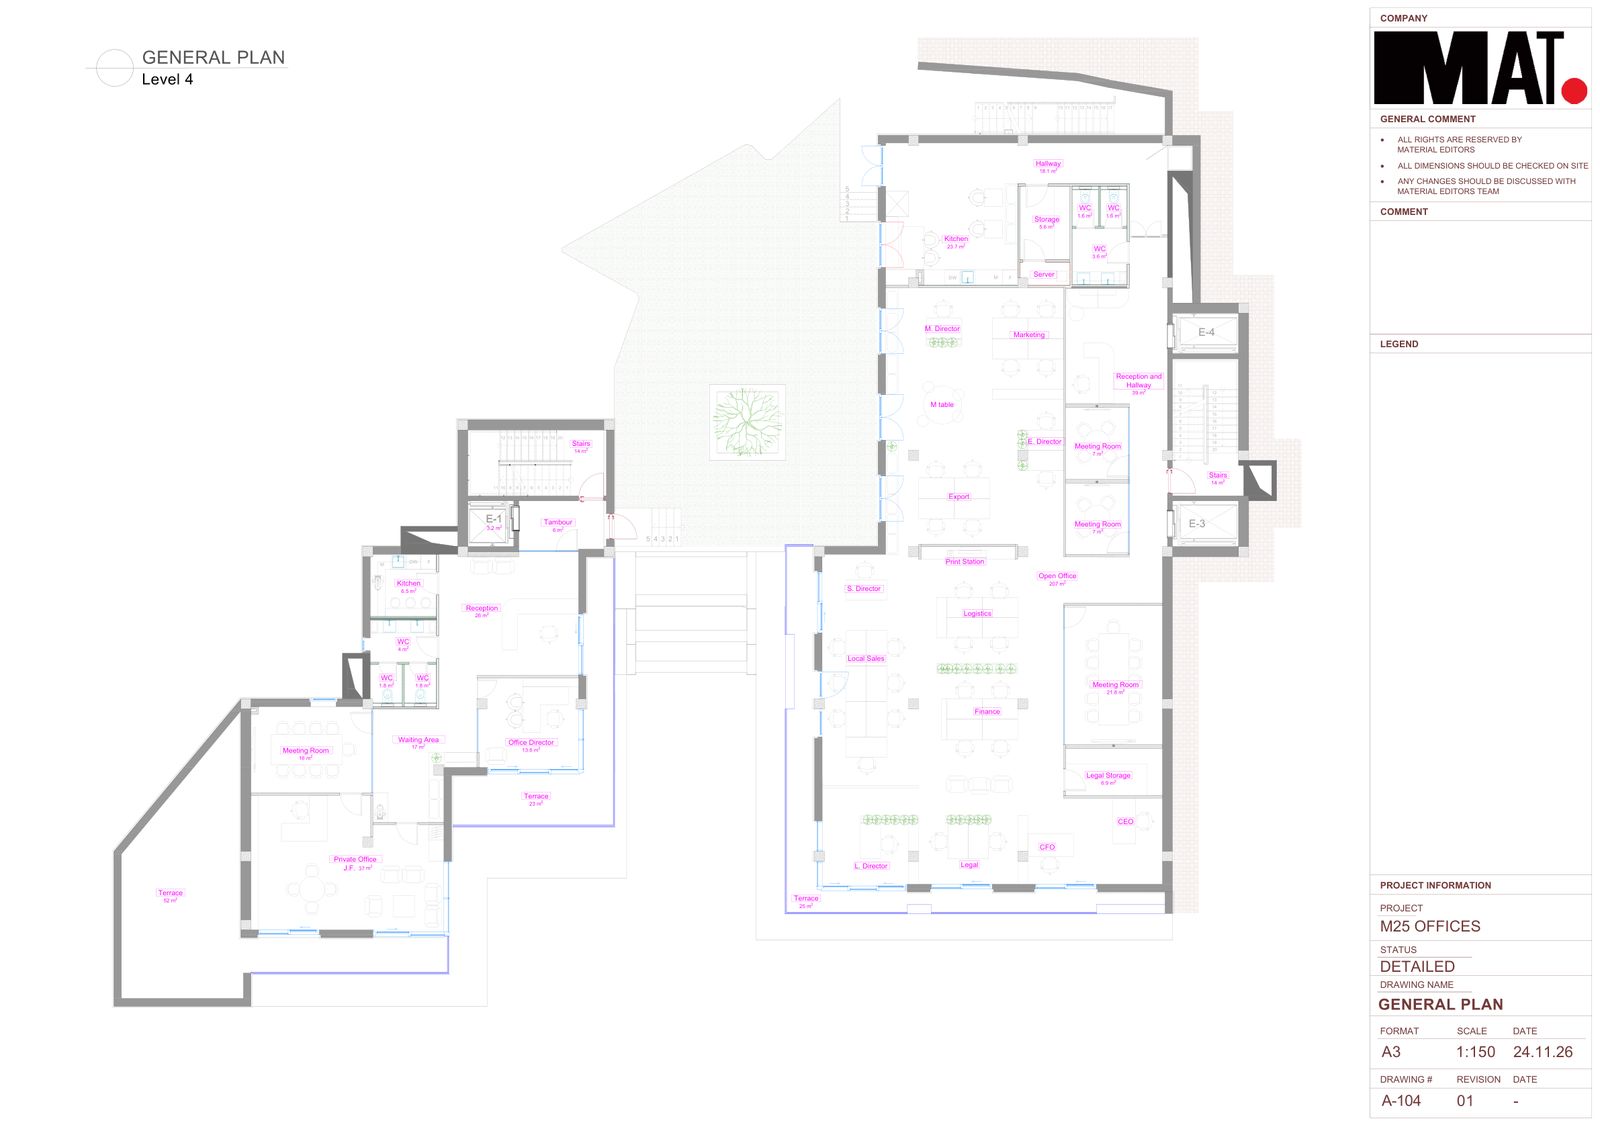 GENERAL PLAN
Level 4
Hallway
18.1 m²
WC
1.6 m²
WC
1.6 m²
Storage
5.6 m²
Kitchen
23.7 m²
WC
3.6 m²
Server
DW
M
F
5
4
3
2
1
M. Director
Marketing
E-4
Reception and
Hallway
39 m²
M table
E. Director
Meeting Room
7 m²
Stairs
14 m²
Export
Meeting Room
7 m²
E-3
Print Station
Open Office
207 m²
S. Director
Logistics
Local Sales
Meeting Room
21.8 m²
Finance
Legal Storage
6.9 m²
CEO
CFO
L. Director
Legal
Terrace
25 m²
Stairs
14 m²
E-1
3.2 m²
Tambour
6 m²
5 4 3 2 1
M
DW
F
Kitchen
6.5 m²
Reception
26 m²
WC
4 m²
WC
1.8 m²
WC
1.8 m²
Waiting Area
17 m²
Office Director
13.6 m²
Meeting Room
18 m²
Terrace
23 m²
Private Office
J.F. 37 m²
Terrace
52 m²
COMPANY
MAT.
GENERAL COMMENT
• ALL RIGHTS ARE RESERVED BY
MATERIAL EDITORS
• ALL DIMENSIONS SHOULD BE CHECKED ON SITE
• ANY CHANGES SHOULD BE DISCUSSED WITH
MATERIAL EDITORS TEAM
COMMENT
LEGEND
PROJECT INFORMATION
PROJECT
M25 OFFICES
STATUS
DETAILED
DRAWING NAME
GENERAL PLAN
FORMAT SCALE DATE
A3 1:150 24.11.26
DRAWING # REVISION DATE
A-104 01 -